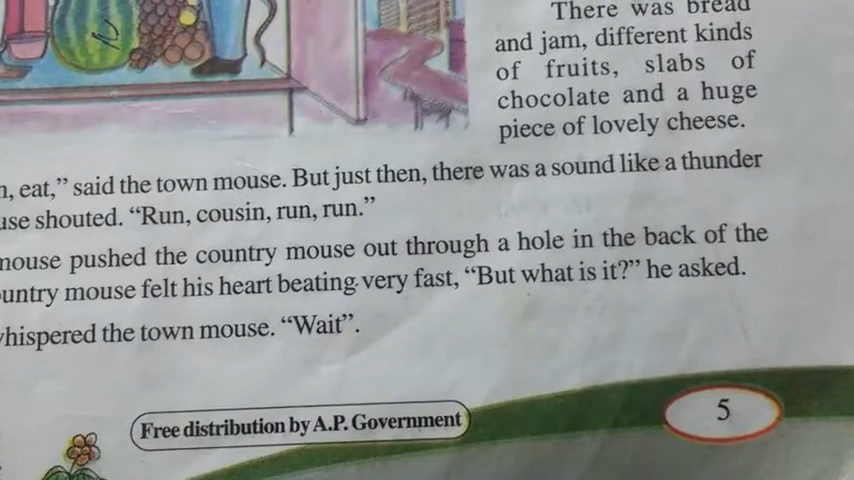 There was bread
and jam, different kinds
of fruits, slabs of
chocolate and a huge
piece of lovely cheese.
eat,” said the town mouse. But just then, there was a sound like a thunder
shouted. “Run, cousin, run, run.”
pushed the country mouse out through a hole in the back of the
mouse felt his heart beating very fast, “But what is it?” he asked.
the town mouse. “Wait”.
Free distribution by A.P. Government
5